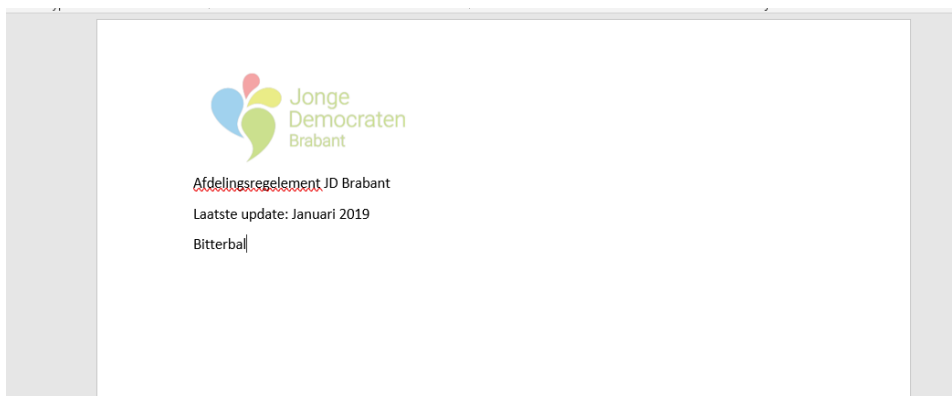 Jonge
Democraten
Brabant
Afdelingsregelement JD Brabant
Laatste update: Januari 2019
Bitterbal